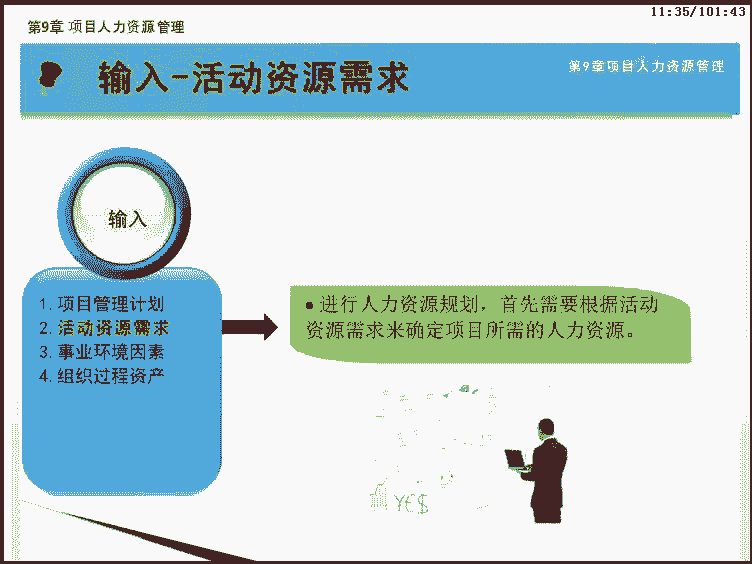 11:35/101:43
第9章 项目人力资源管理
输入-活动资源需求
第9章项目人力资源管理
输入
1. 项目管理计划
2. 活动资源需求
3. 事业环境因素
4. 组织过程资产
● 进行人力资源规划，首先需要根据活动
资源需求来确定项目所需的人力资源。
YES